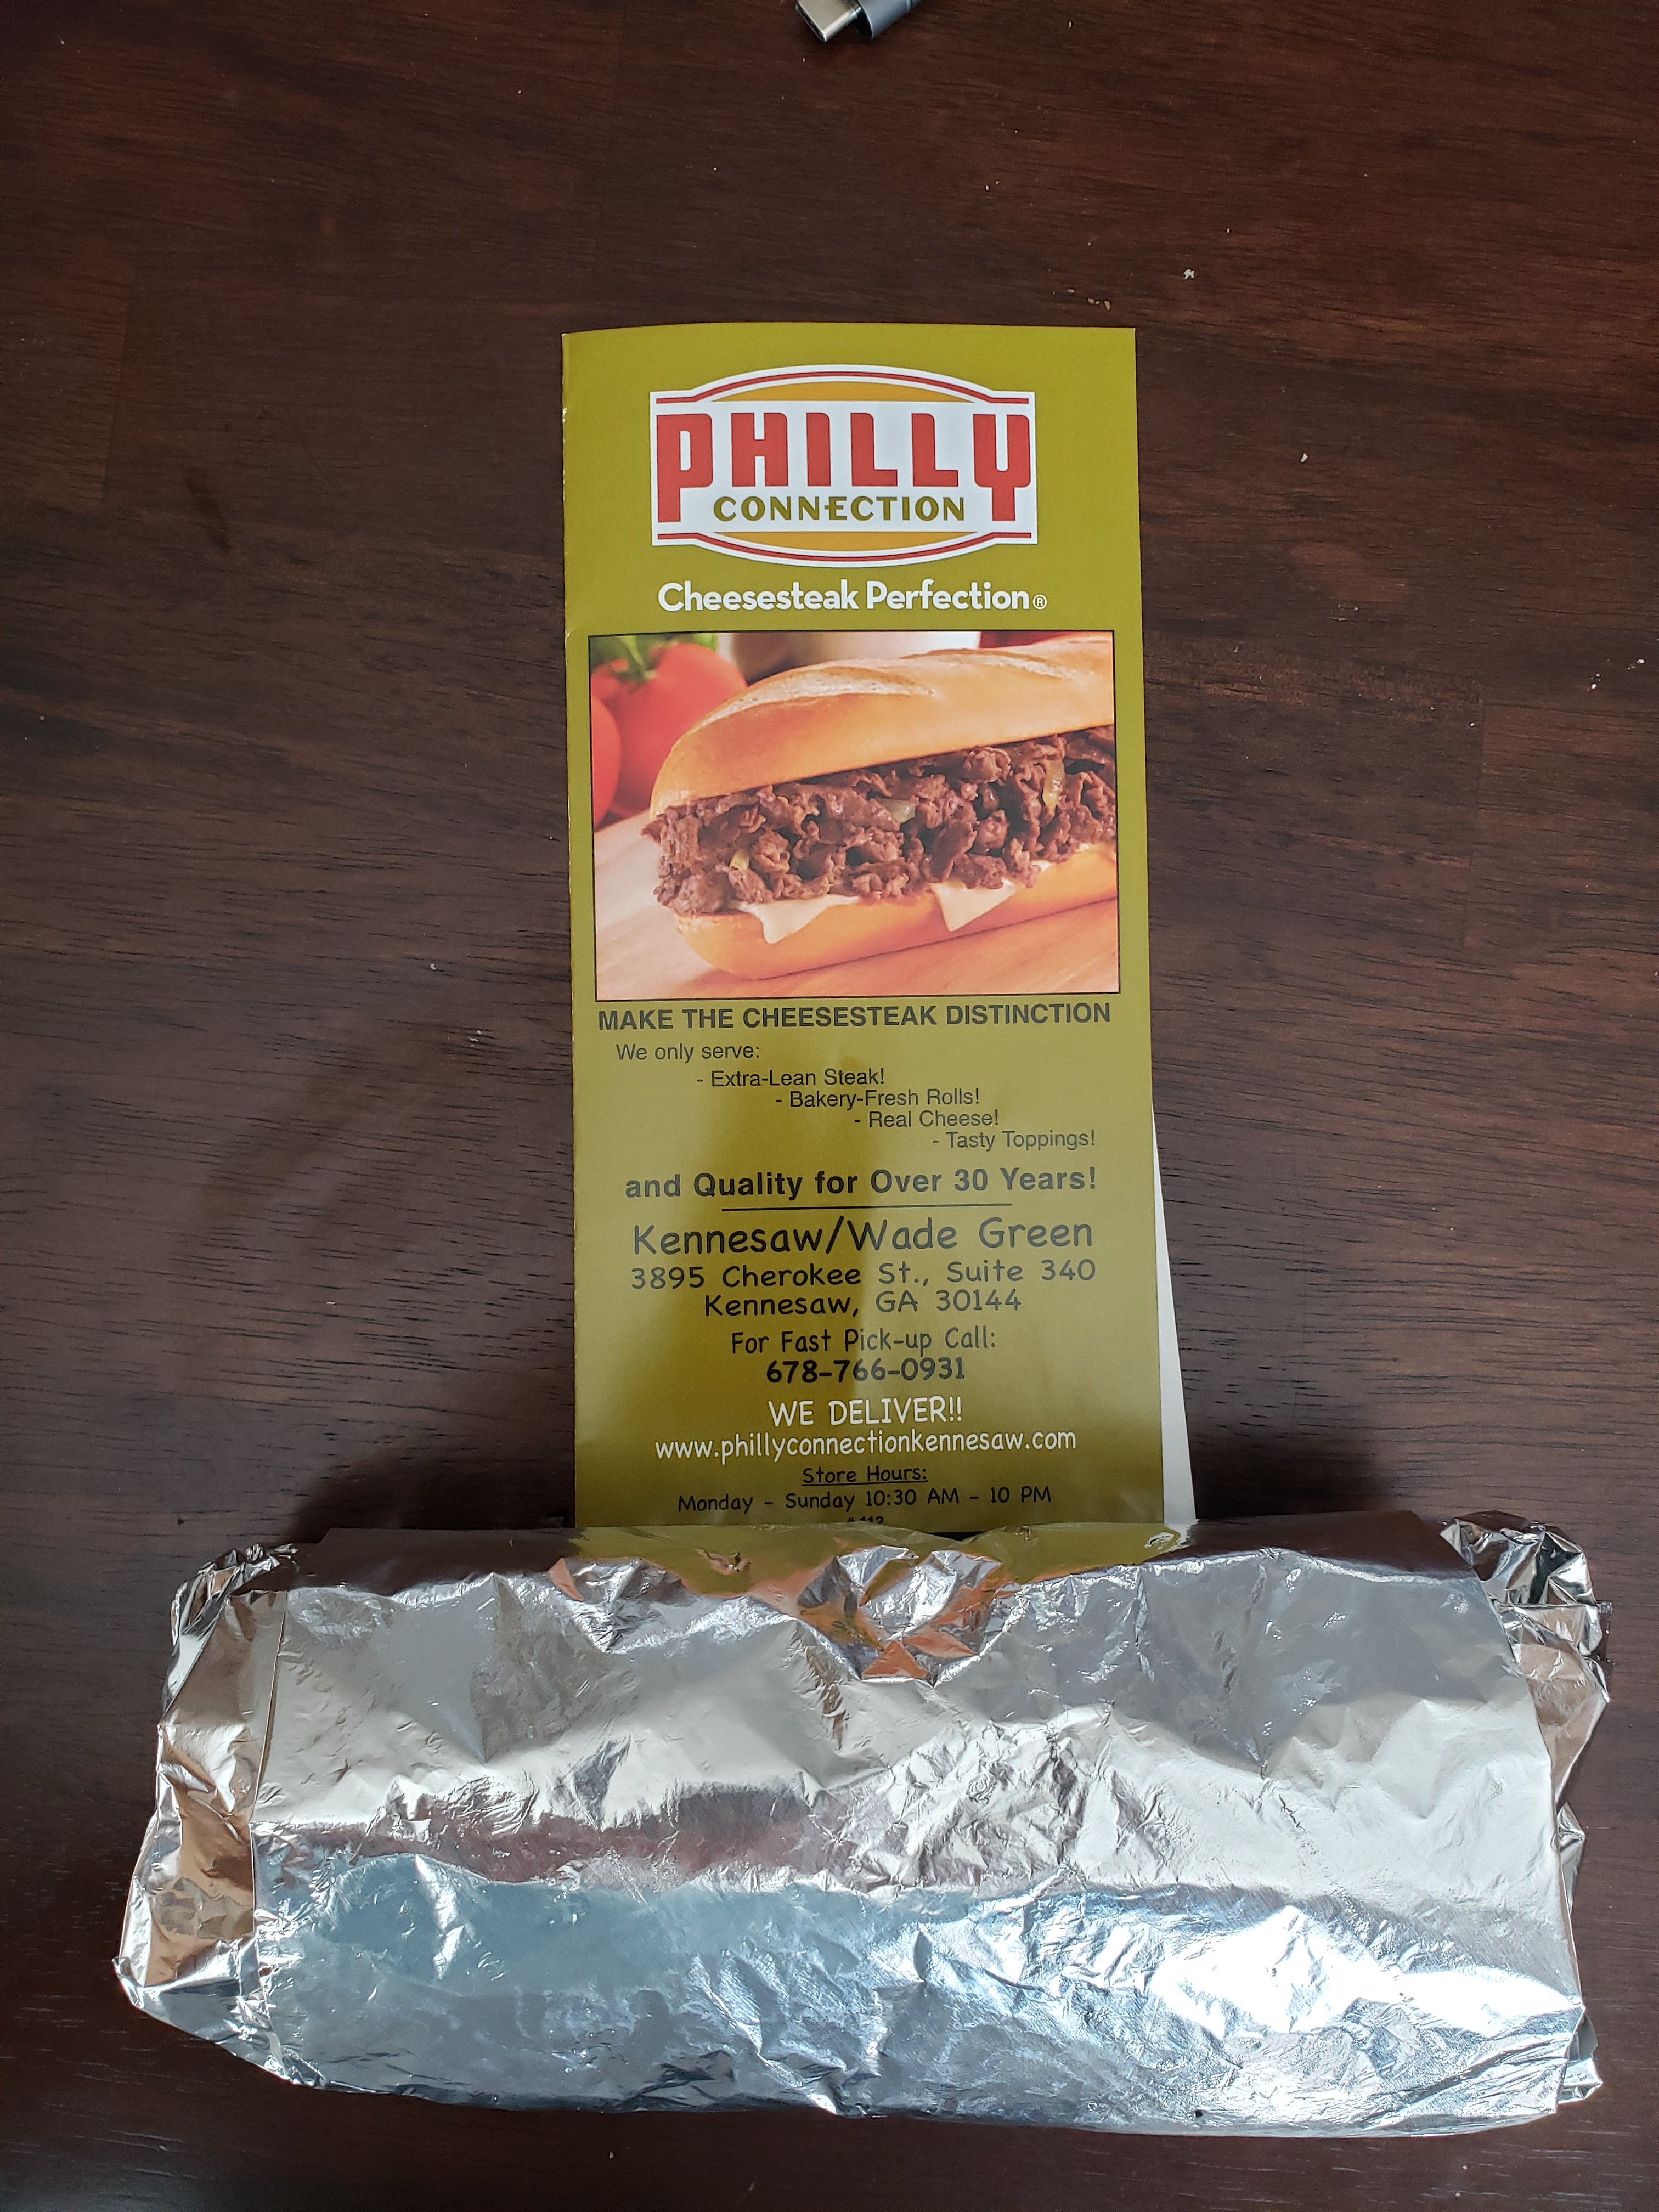 PHILLY
CONNECTION
Cheesesteak Perfection®
MAKE THE CHEESESTEAK DISTINCTION
We only serve:
- Extra-Lean Steak!
- Bakery-Fresh Rolls!
- Real Cheese!
- Tasty Toppings!
and Quality for Over 30 Years!
Kennesaw/Wade Green
3895 Cherokee St., Suite 340
Kennesaw, GA 30144
For Fast Pick-up Call:
678-766-0931
WE DELIVER!!
www.phillyconnectionkennesaw.com
Store Hours:
Monday - Sunday 10:30 AM - 10 PM